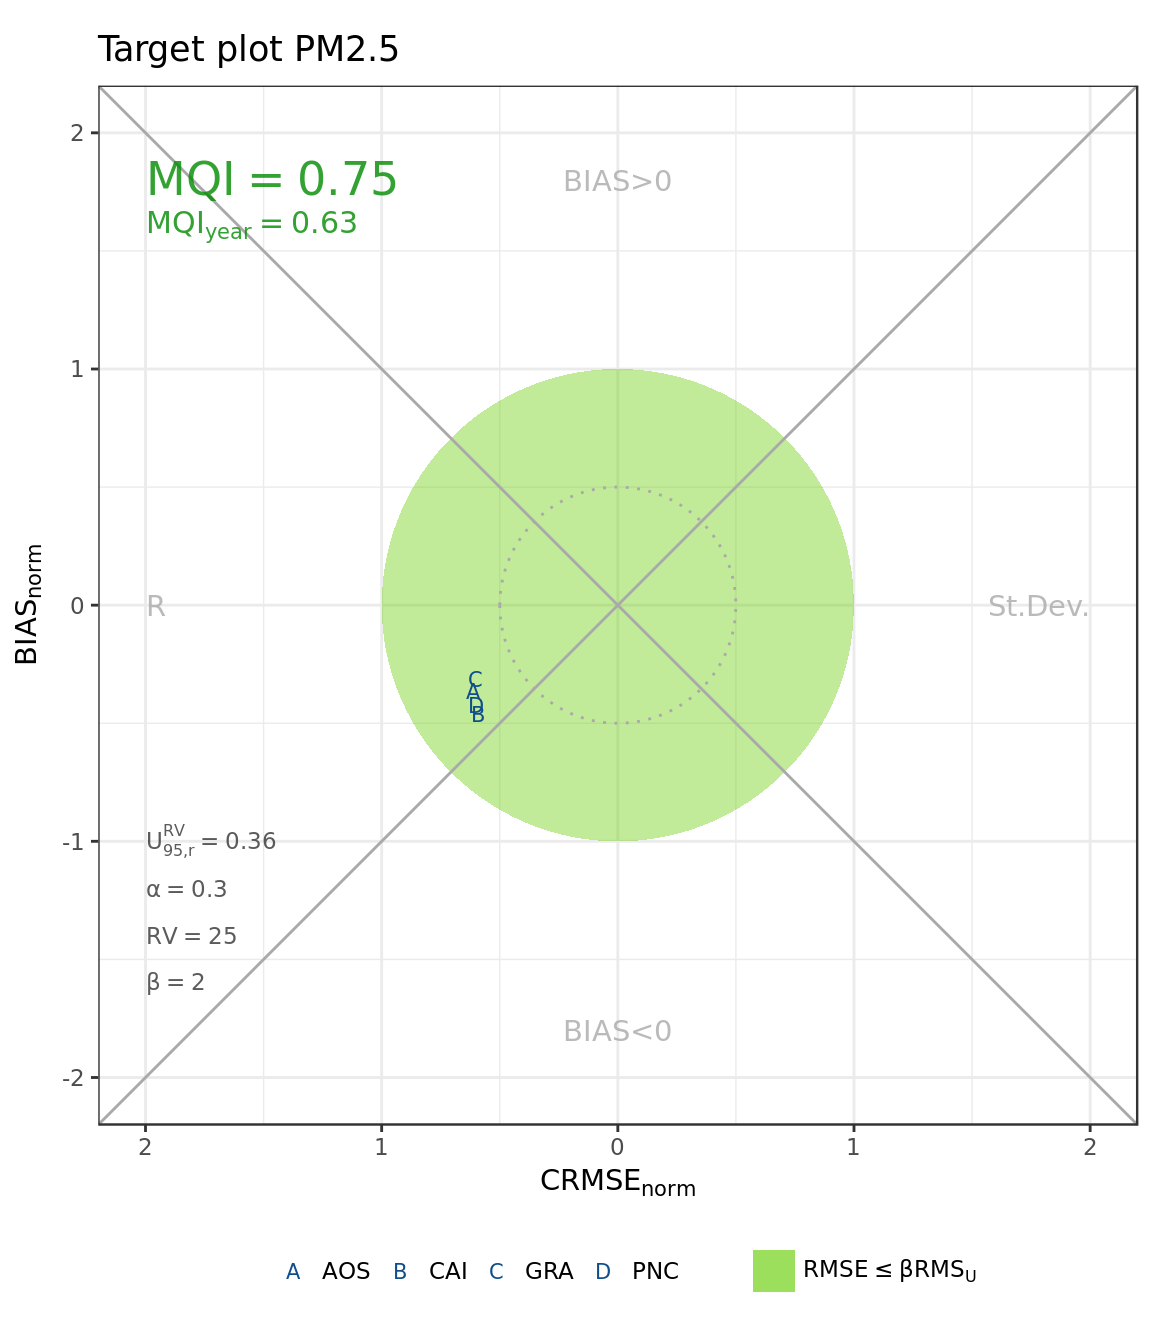 Target plot PM2.5
2
1
0
-1
-2
BIASnorm
MQI = 0.75
MQIyear = 0.63
BIAS>0
R
St.Dev.
C
A
D
B
U95,rRV = 0.36
α = 0.3
RV = 25
β = 2
BIAS<0
2 1 0 1 2
CRMSEnorm
A AOS B CAI C GRA D PNC RMSE ≤ βRMSU